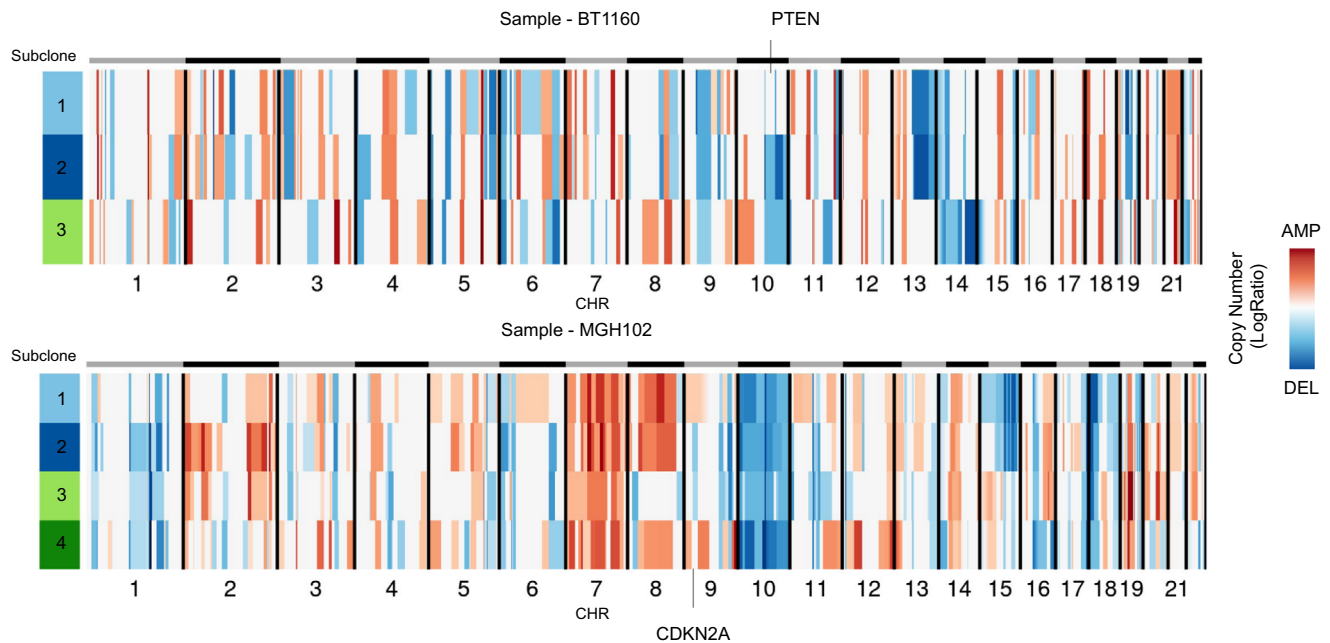 Sample - BT1160 PTEN
Subclone
1
2
3
1 2 3 4 5 6 7 8 9 10 11 12 13 14 15 16 17 18 19 21
CHR
AMP
Copy Number
(LogRatio)
DEL
Sample - MGH102
Subclone
1
2
3
4
1 2 3 4 5 6 7 8 9 10 11 12 13 14 15 16 17 18 19 21
CHR
CDKN2A